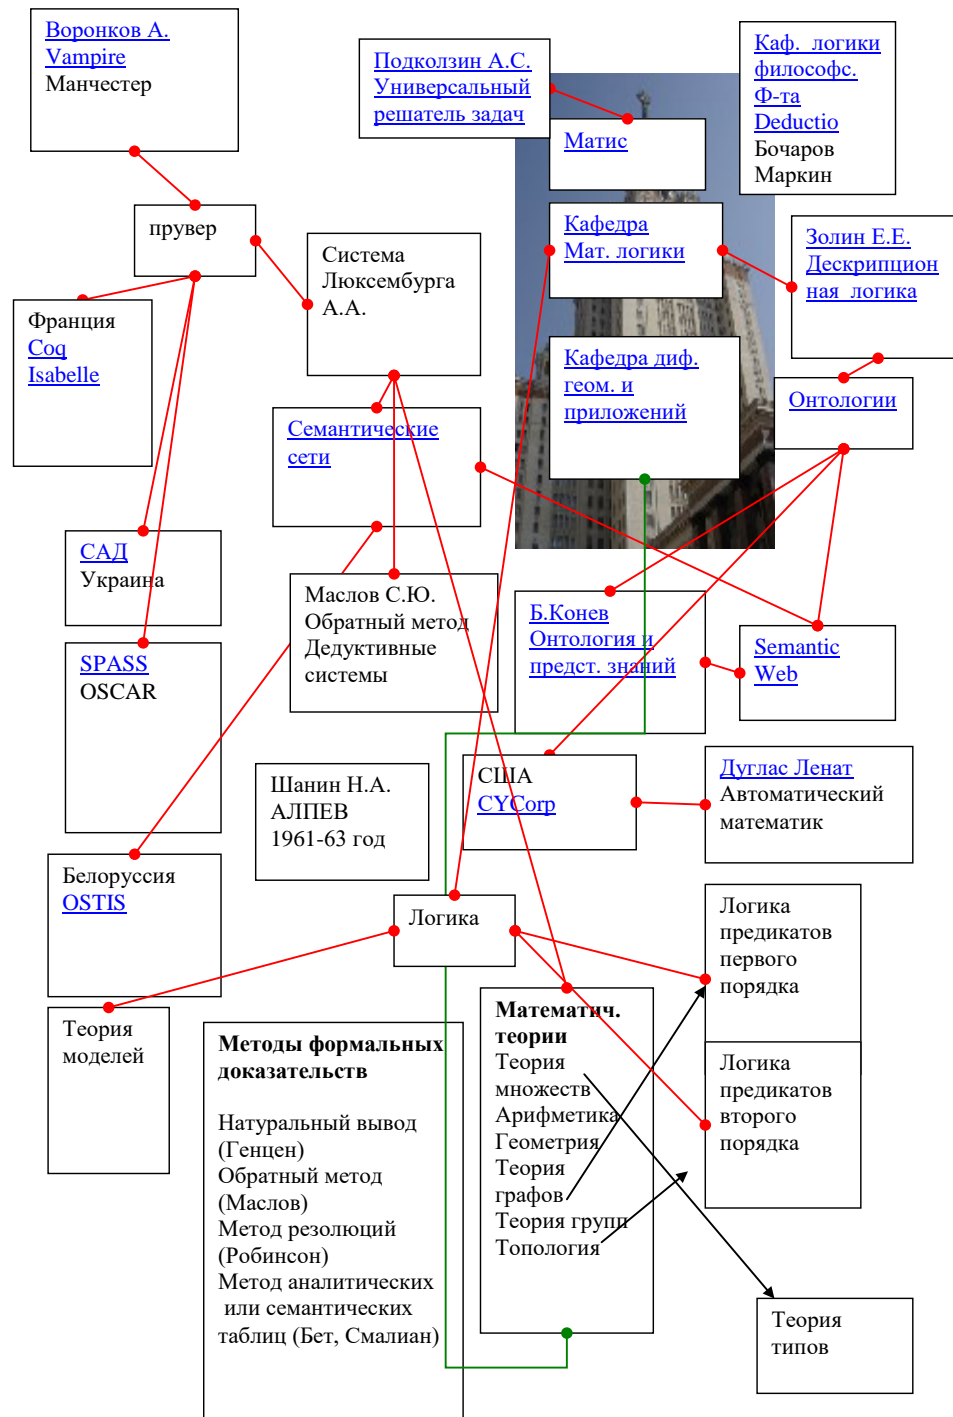 Воронков А.
Vampire
Манчестер
Подколзин А.С.
Универсальный
решатель задач
Каф.  логики
философс.
Ф-та
Deductio
Бочаров
Маркин
Матис
прувер
Система
Люксембурга
А.А.
Кафедра
Мат. логики
Золин Е.Е.
Дескрипцион
ная  логика
Франция
Coq
Isabelle
Кафедра диф.
геом. и
приложений
Онтологии
Семантические
сети
САД
Украина
Маслов С.Ю.
Обратный метод
Дедуктивные
системы
Б.Конев
Онтология и
предст. знаний
Semantic
Web
SPASS
OSCAR
Шанин Н.А.
АЛПЕВ
1961-63 год
США
CYCorp
Дуглас Ленат
Автоматический
математик
Белоруссия
OSTIS
Логика
Логика
предикатов
первого
порядка
Теория
моделей
Методы формальных
доказательств
Натуральный вывод
(Генцен)
Обратный метод
(Маслов)
Метод резолюций
(Робинсон)
Метод аналитических
или семантических
таблиц (Бет, Смалиан)
Математич.
теории
Теория
множеств
Арифметика
Геометрия
Теория
графов
Теория групп
Топология
Логика
предикатов
второго
порядка
Теория
типов